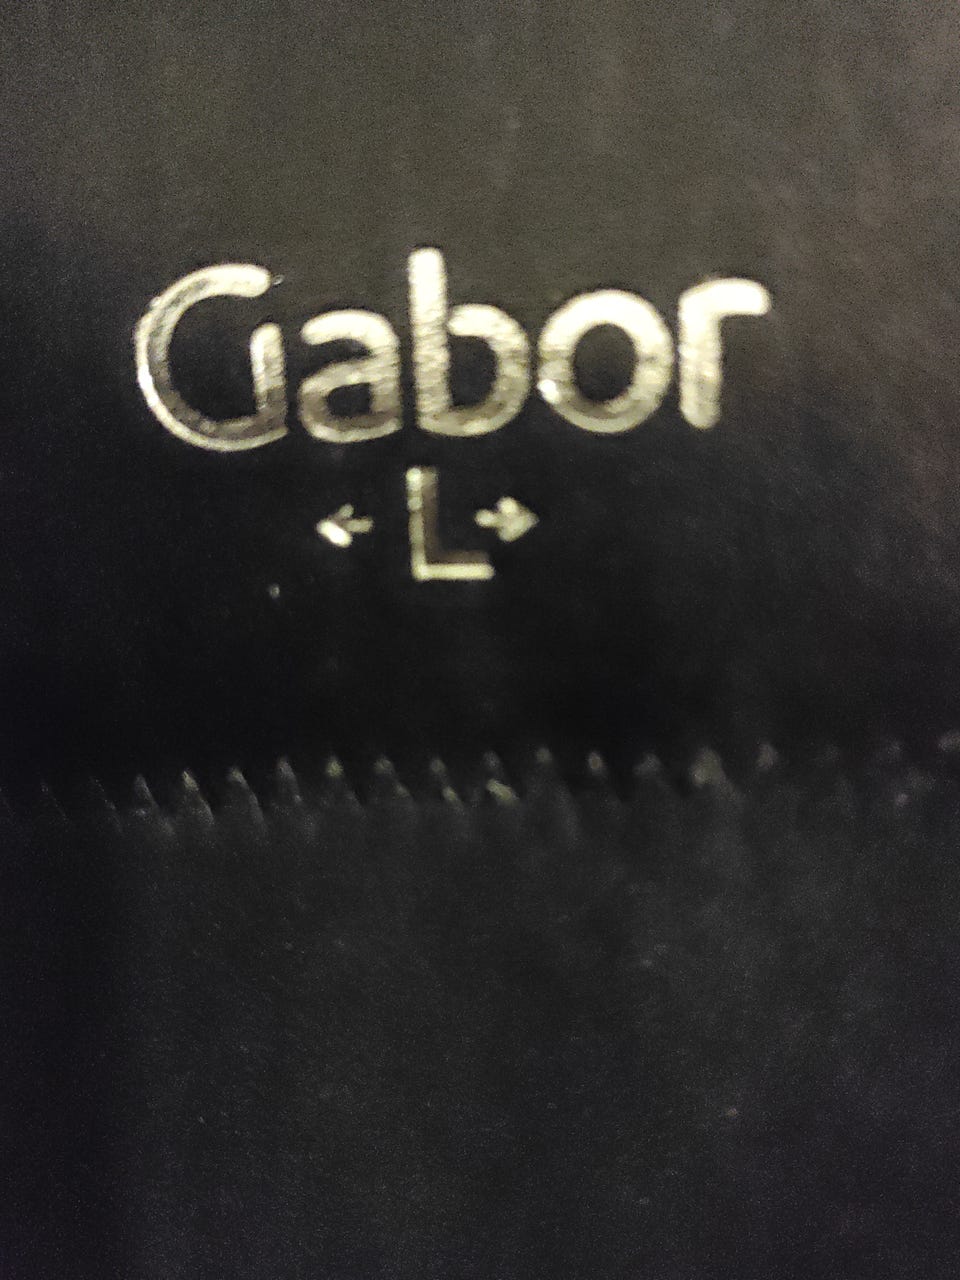 Gabor
← L →